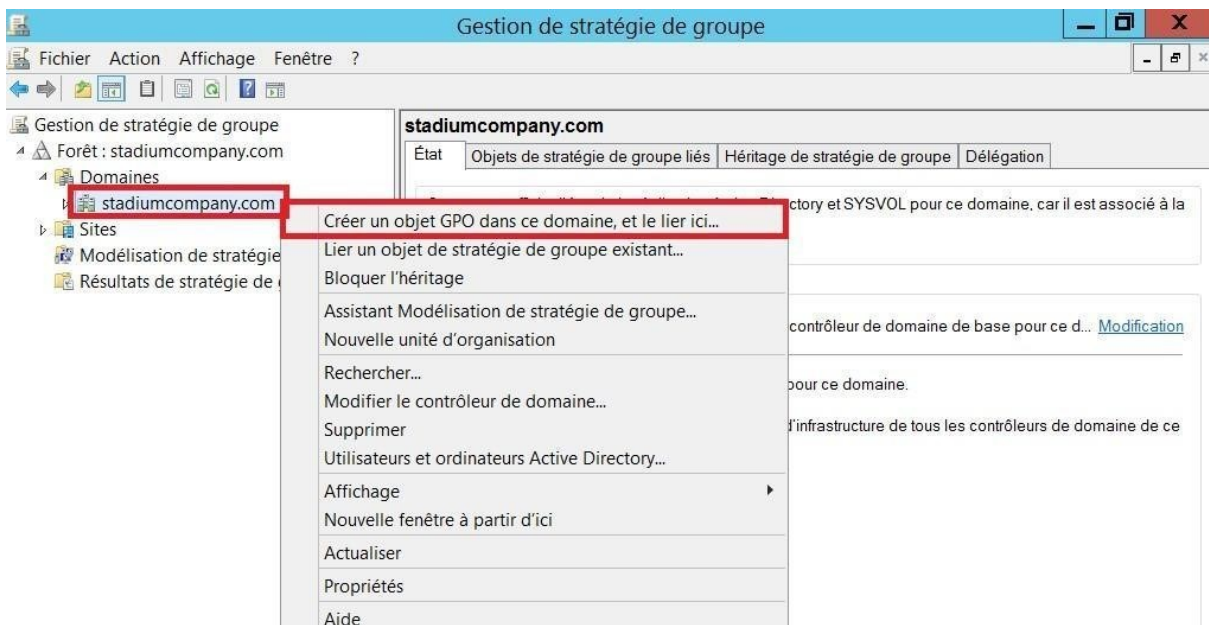 Gestion de stratégie de groupe
Fichier Action Affichage Fenêtre ?
Gestion de stratégie de groupe
Forêt : stadiumcompany.com
Domaines
stadiumcompany.com
Sites
Modélisation de stratégie
Résultats de stratégie de
stadiumcompany.com
État
Objets de stratégie de groupe liés
Héritage de stratégie de groupe
Délégation
et SYSVOL pour ce domaine, car il est associé à la
contrôleur de domaine de base pour ce d... Modification
pour ce domaine.
d'infrastructure de tous les contrôleurs de domaine de ce
Créer un objet GPO dans ce domaine, et le lier ici...
Lier un objet de stratégie de groupe existant...
Bloquer l'héritage
Assistant Modélisation de stratégie de groupe...
Nouvelle unité d'organisation
Rechercher...
Modifier le contrôleur de domaine...
Supprimer
Utilisateurs et ordinateurs Active Directory...
Affichage
Nouvelle fenêtre à partir d'ici
Actualiser
Propriétés
Aide